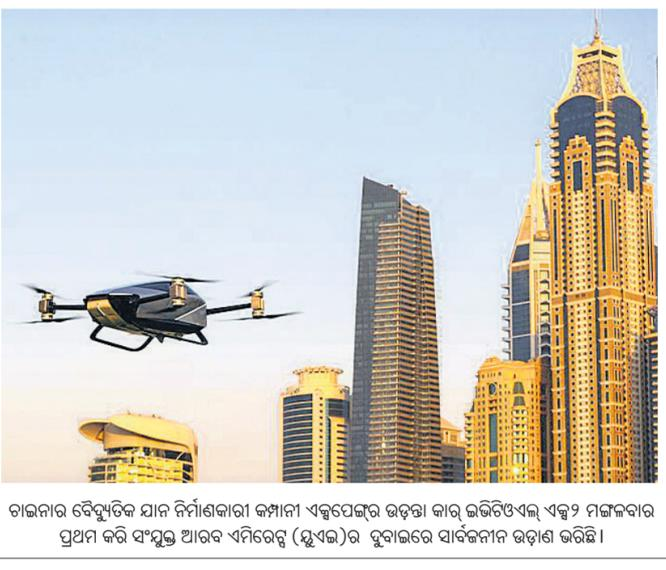 ଚାଇନାର ବୈଦ୍ୟୁତିକ ଯାନ ନିର୍ମାଣକାରୀ କମ୍ପାନୀ ଏକ୍ସପେଙ୍ଗ୍‌ର ଉଡ଼ନ୍ତା କାର୍ ଇଭିଟିଓଏଲ୍ ଏକ୍ସ୨ ମଙ୍ଗଳବାର
ପ୍ରଥମ କରି ସଂଯୁକ୍ତ ଆରବ ଏମିରେଟ୍ସ (ୟୁଏଇ)ର ଦୁବାଇରେ ସାର୍ବଜନୀନ ଉଡ଼ାଣ ଭରିଛି।